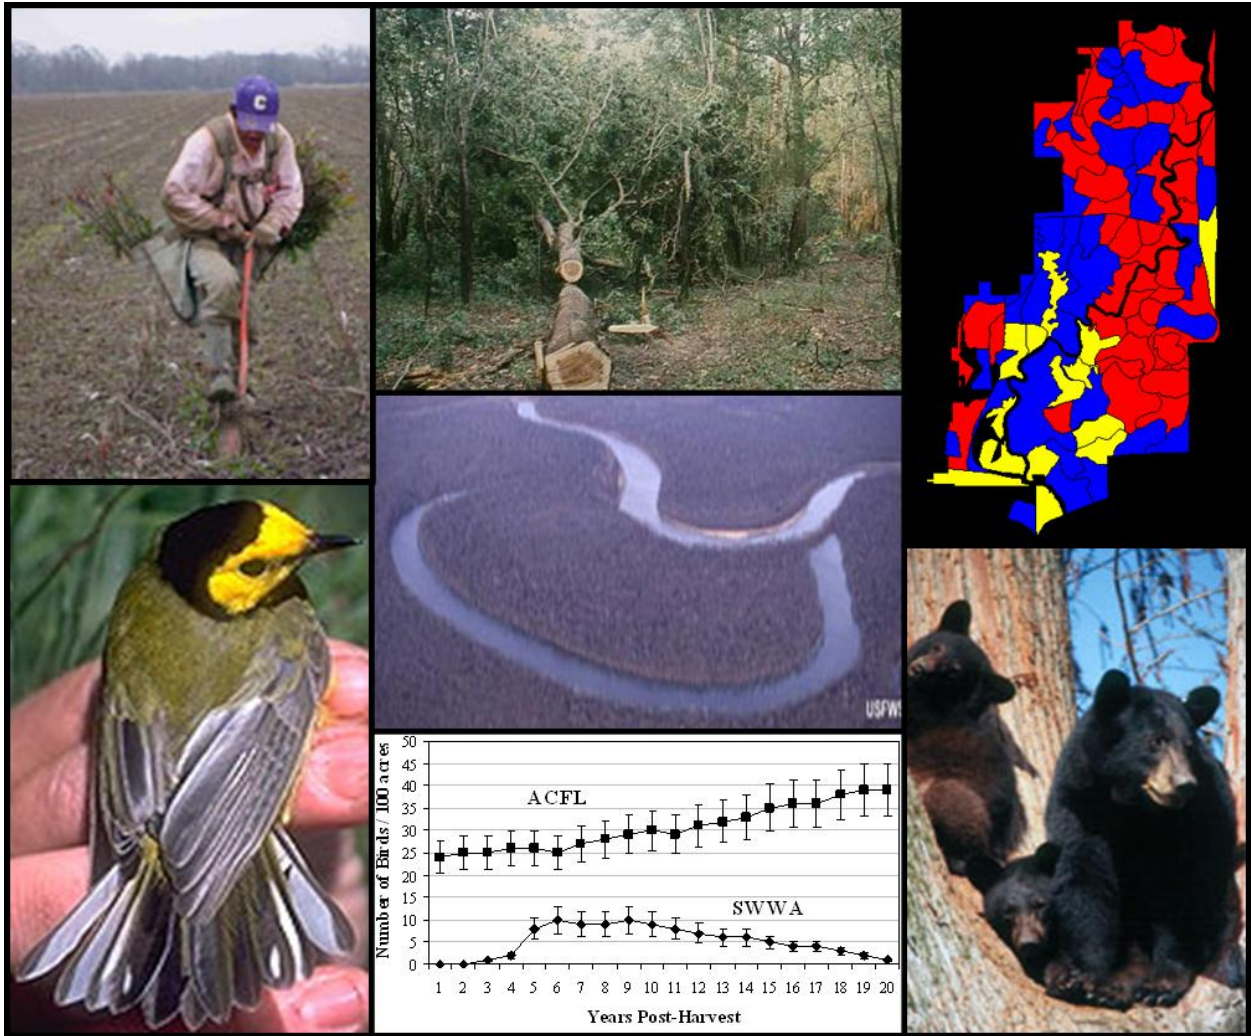 C
USFWS
50
45
40
35
30
25
20
15
10
5
0
Number of Birds / 100 acres
ACFL
SWWA
1 2 3 4 5 6 7 8 9 10 11 12 13 14 15 16 17 18 19 20
Years Post-Harvest